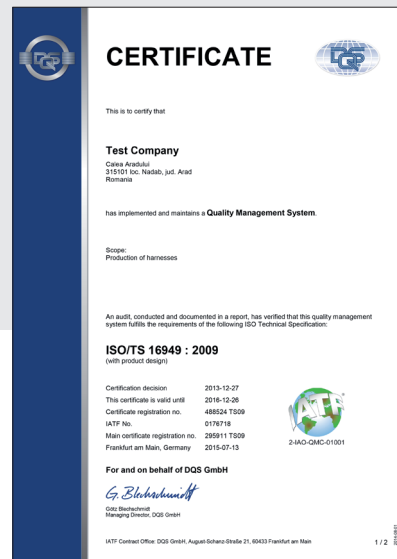 DQS
CERTIFICATE
DQS
This is to certify that
Test Company
Calea Aradului
315101 loc. Nadab, jud. Arad
Romania
has implemented and maintains a Quality Management System.
Scope:
Production of harnesses
An audit, conducted and documented in a report, has verified that this quality management
system fulfills the requirements of the following ISO Technical Specification:
ISO/TS 16949 : 2009
(with product design)
Certification decision 2013-12-27
This certificate is valid until 2016-12-26
Certificate registration no. 488524 TS09
IATF No. 0176718
Main certificate registration no. 295911 TS09
Frankfurt am Main, Germany 2015-07-13
IATF
2-IAO-QMC-01001
For and on behalf of DQS GmbH
G. Blechschmidt
Götz Blechschmidt
Managing Director, DQS GmbH
IATF Contract Office: DQS GmbH, August-Schanz-Straße 21, 60433 Frankfurt am Main
1 / 2